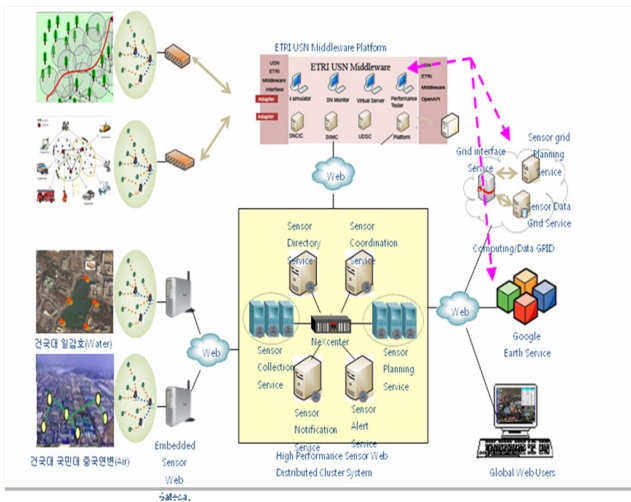 ETRI USN Middleware Platform
USN
ETRI
Middleware
Interface
Adapter
Adapter
ETRI USN Middleware
simulator
SN Monitor
Virtual Server
Performance
Tester
SNCIC
SIMC
UDSC
Platform
USN
ETRI
Middleware
OpenAPI
Web
Grid interface
Service
Sensor grid
Planning
Service
Sensor Data
Grid Service
Computing/Data GRID
Sensor
Directory
Service
Sensor
Coordination
Service
건국대 일감호(Water)
Web
Sensor
Collection
Service
NeXcenter
Sensor
Planning
Service
Web
Google
Earth Service
Sensor
Notification
Service
Sensor
Alert
Service
건국대 국민대 중국연변(Air)
Embedded
Sensor
Web
High Performance Sensor Web
Distributed Cluster System
Global Web Users